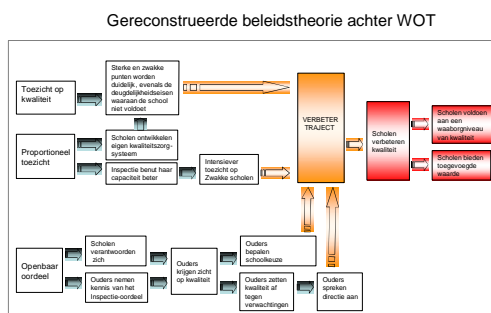 Gereconstrueerde beleidstheorie achter WOT
Toezicht op
kwaliteit
Sterke en zwakke
punten worden
duidelijk, evenals de
deugdelijkheidseisen
waaraan de school
niet voldoet
VERBETER
TRAJECT
Scholen
verbeteren
kwaliteit
Scholen voldoen
aan een
waaborgniveau
van kwaliteit
Scholen bieden
toegevoegde
waarde
Proportioneel
toezicht
Scholen ontwikkelen
eigen kwaliteitszorg-
systeem
Inspectie benut haar
capaciteit beter
Intensiever
toezicht op
Zwakke scholen
Openbaar
oordeel
Scholen
verantwoorden
zich
Ouders nemen
kennis van het
Inspectie-oordeel
Ouders
krijgen zicht
op kwaliteit
Ouders
bepalen
schoolkeuze
Ouders zetten
kwaliteit af
tegen
verwachtingen
Ouders
spreken
directie aan